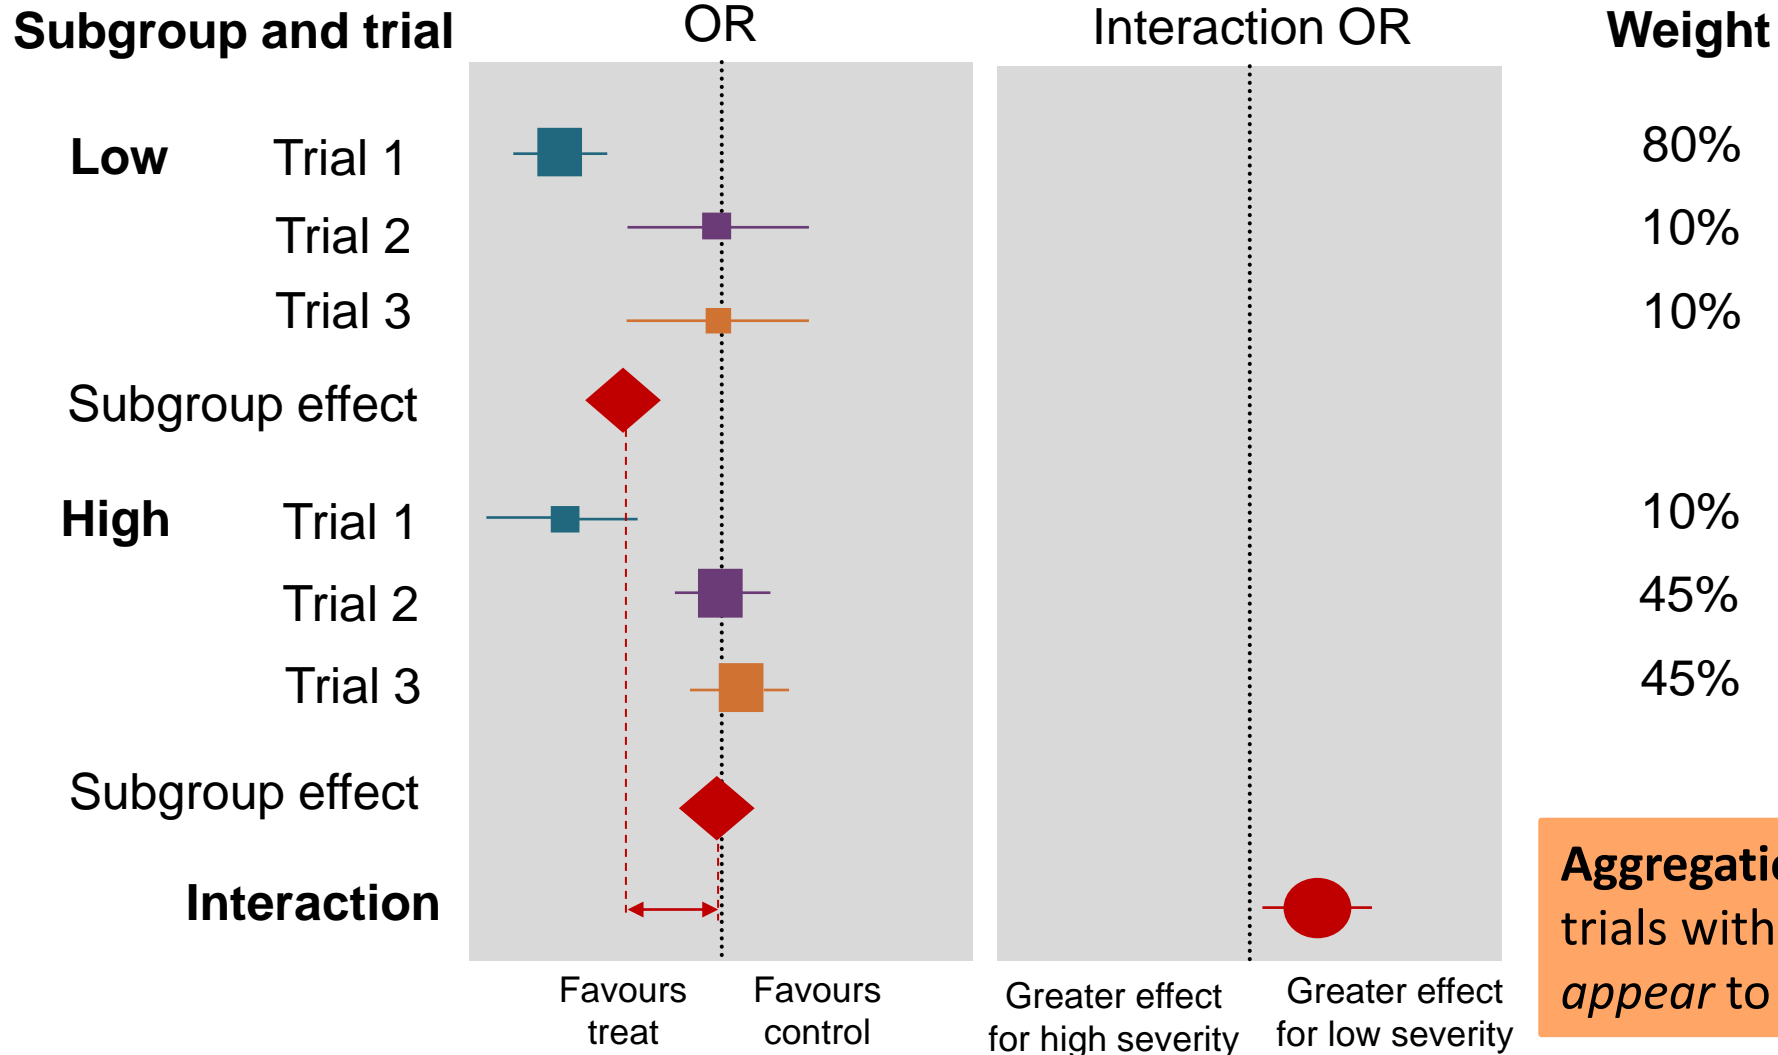 Subgroup and trial OR Interaction OR Weight
Low Trial 1 80%
Trial 2 10%
Trial 3 10%
Subgroup effect
High Trial 1 10%
Trial 2 45%
Trial 3 45%
Subgroup effect
Interaction
Aggregatio
trials with
appear to
Favours treat
Favours control
Greater effect for high severity
Greater effect for low severity